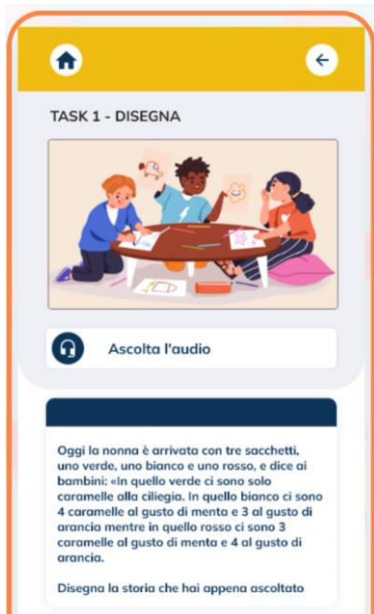 TASK 1 - DISEGNA
Ascolta l'audio
Oggi la nonna è arrivata con tre sacchetti,
uno verde, uno bianco e uno rosso, e dice ai
bambini: «In quello verde ci sono solo
caramelle alla ciliegia. In quello bianco ci sono
4 caramelle al gusto di menta e 3 al gusto di
arancia mentre in quello rosso ci sono 3
caramelle al gusto di menta e 4 al gusto di
arancia.
Disegna la storia che hai appena ascoltato